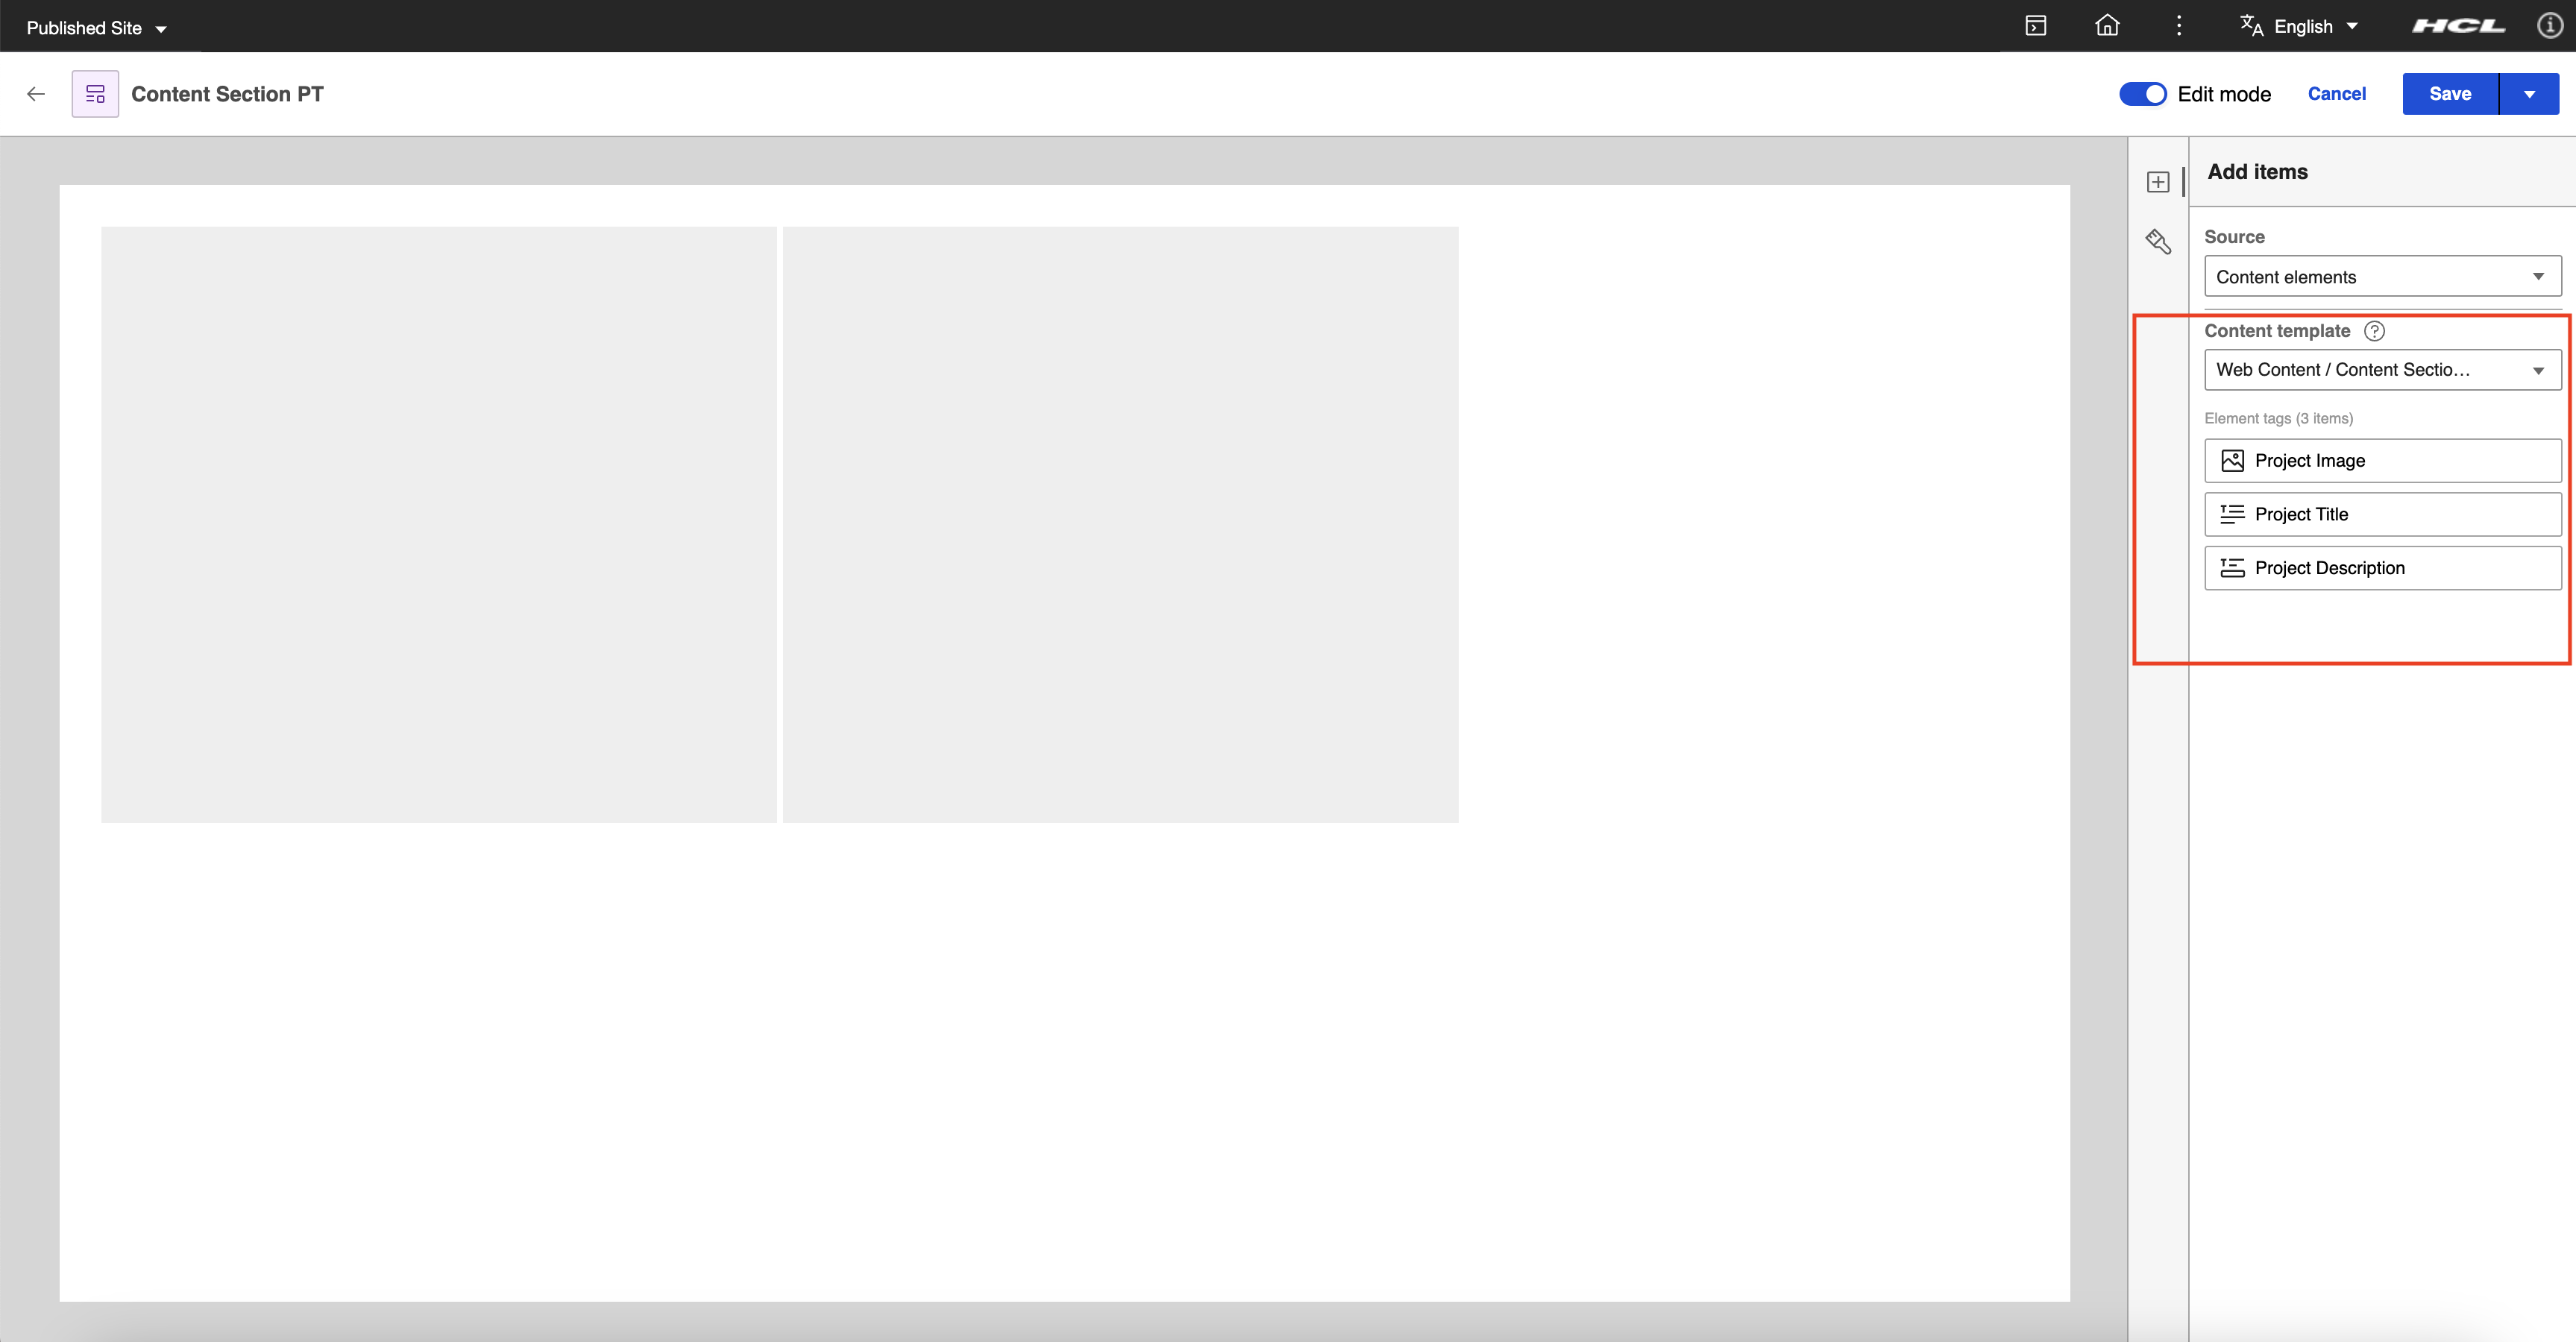 Published Site
English
HCL
Content Section PT
Edit mode
Cancel
Save
Add items
Source
Content elements
Content template
Web Content / Content Sectio...
Element tags (3 items)
Project Image
Project Title
Project Description